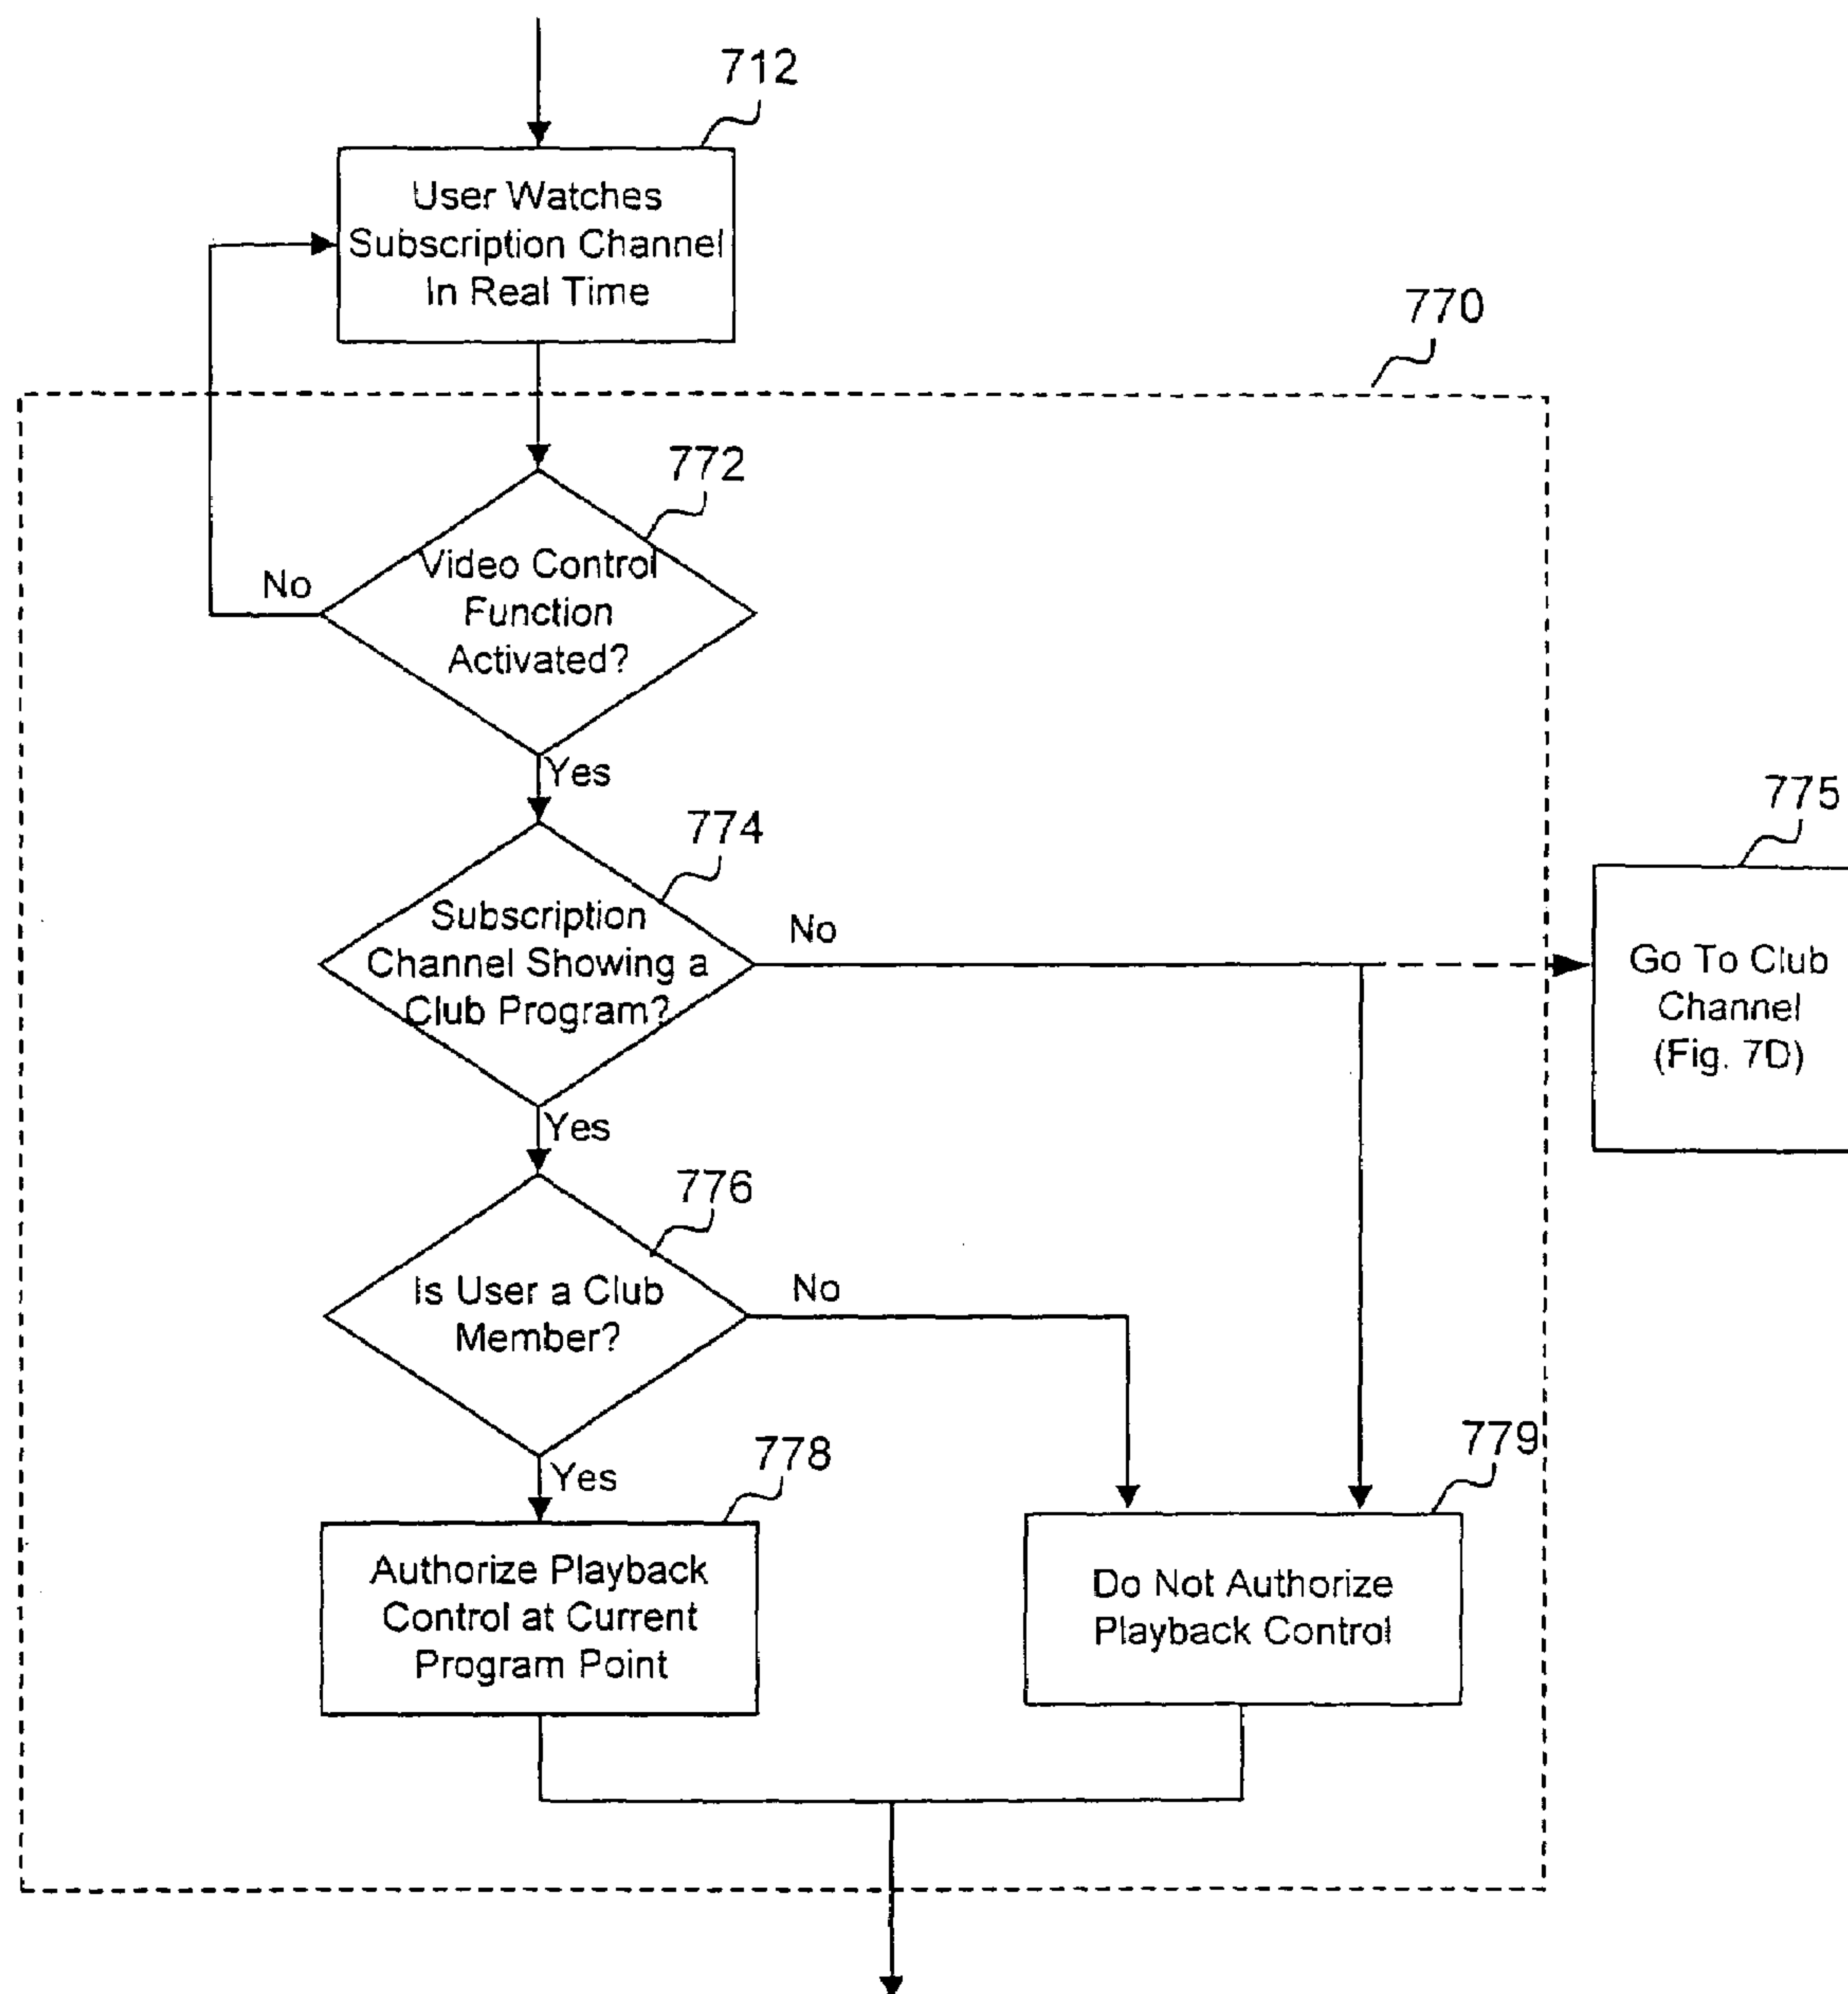 712
User Watches
Subscription Channel
In Real Time
770
772
Video Control
Function
Activated?
No
Yes
775
774
Subscription
Channel Showing a
Club Program?
No
Go To Club
Channel
(Fig. 7D)
Yes
776
Is User a Club
Member?
No
Yes
778
779
Authorize Playback
Control at Current
Program Point
Do Not Authorize
Playback Control